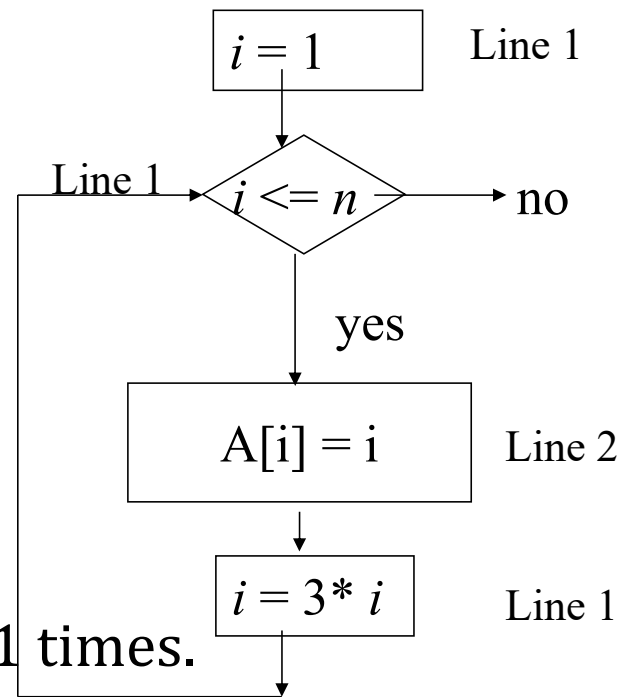 i = 1 Line 1
Line 1 i <= n no
yes
A[i] = i Line 2
i = 3* i Line 1
1 times.